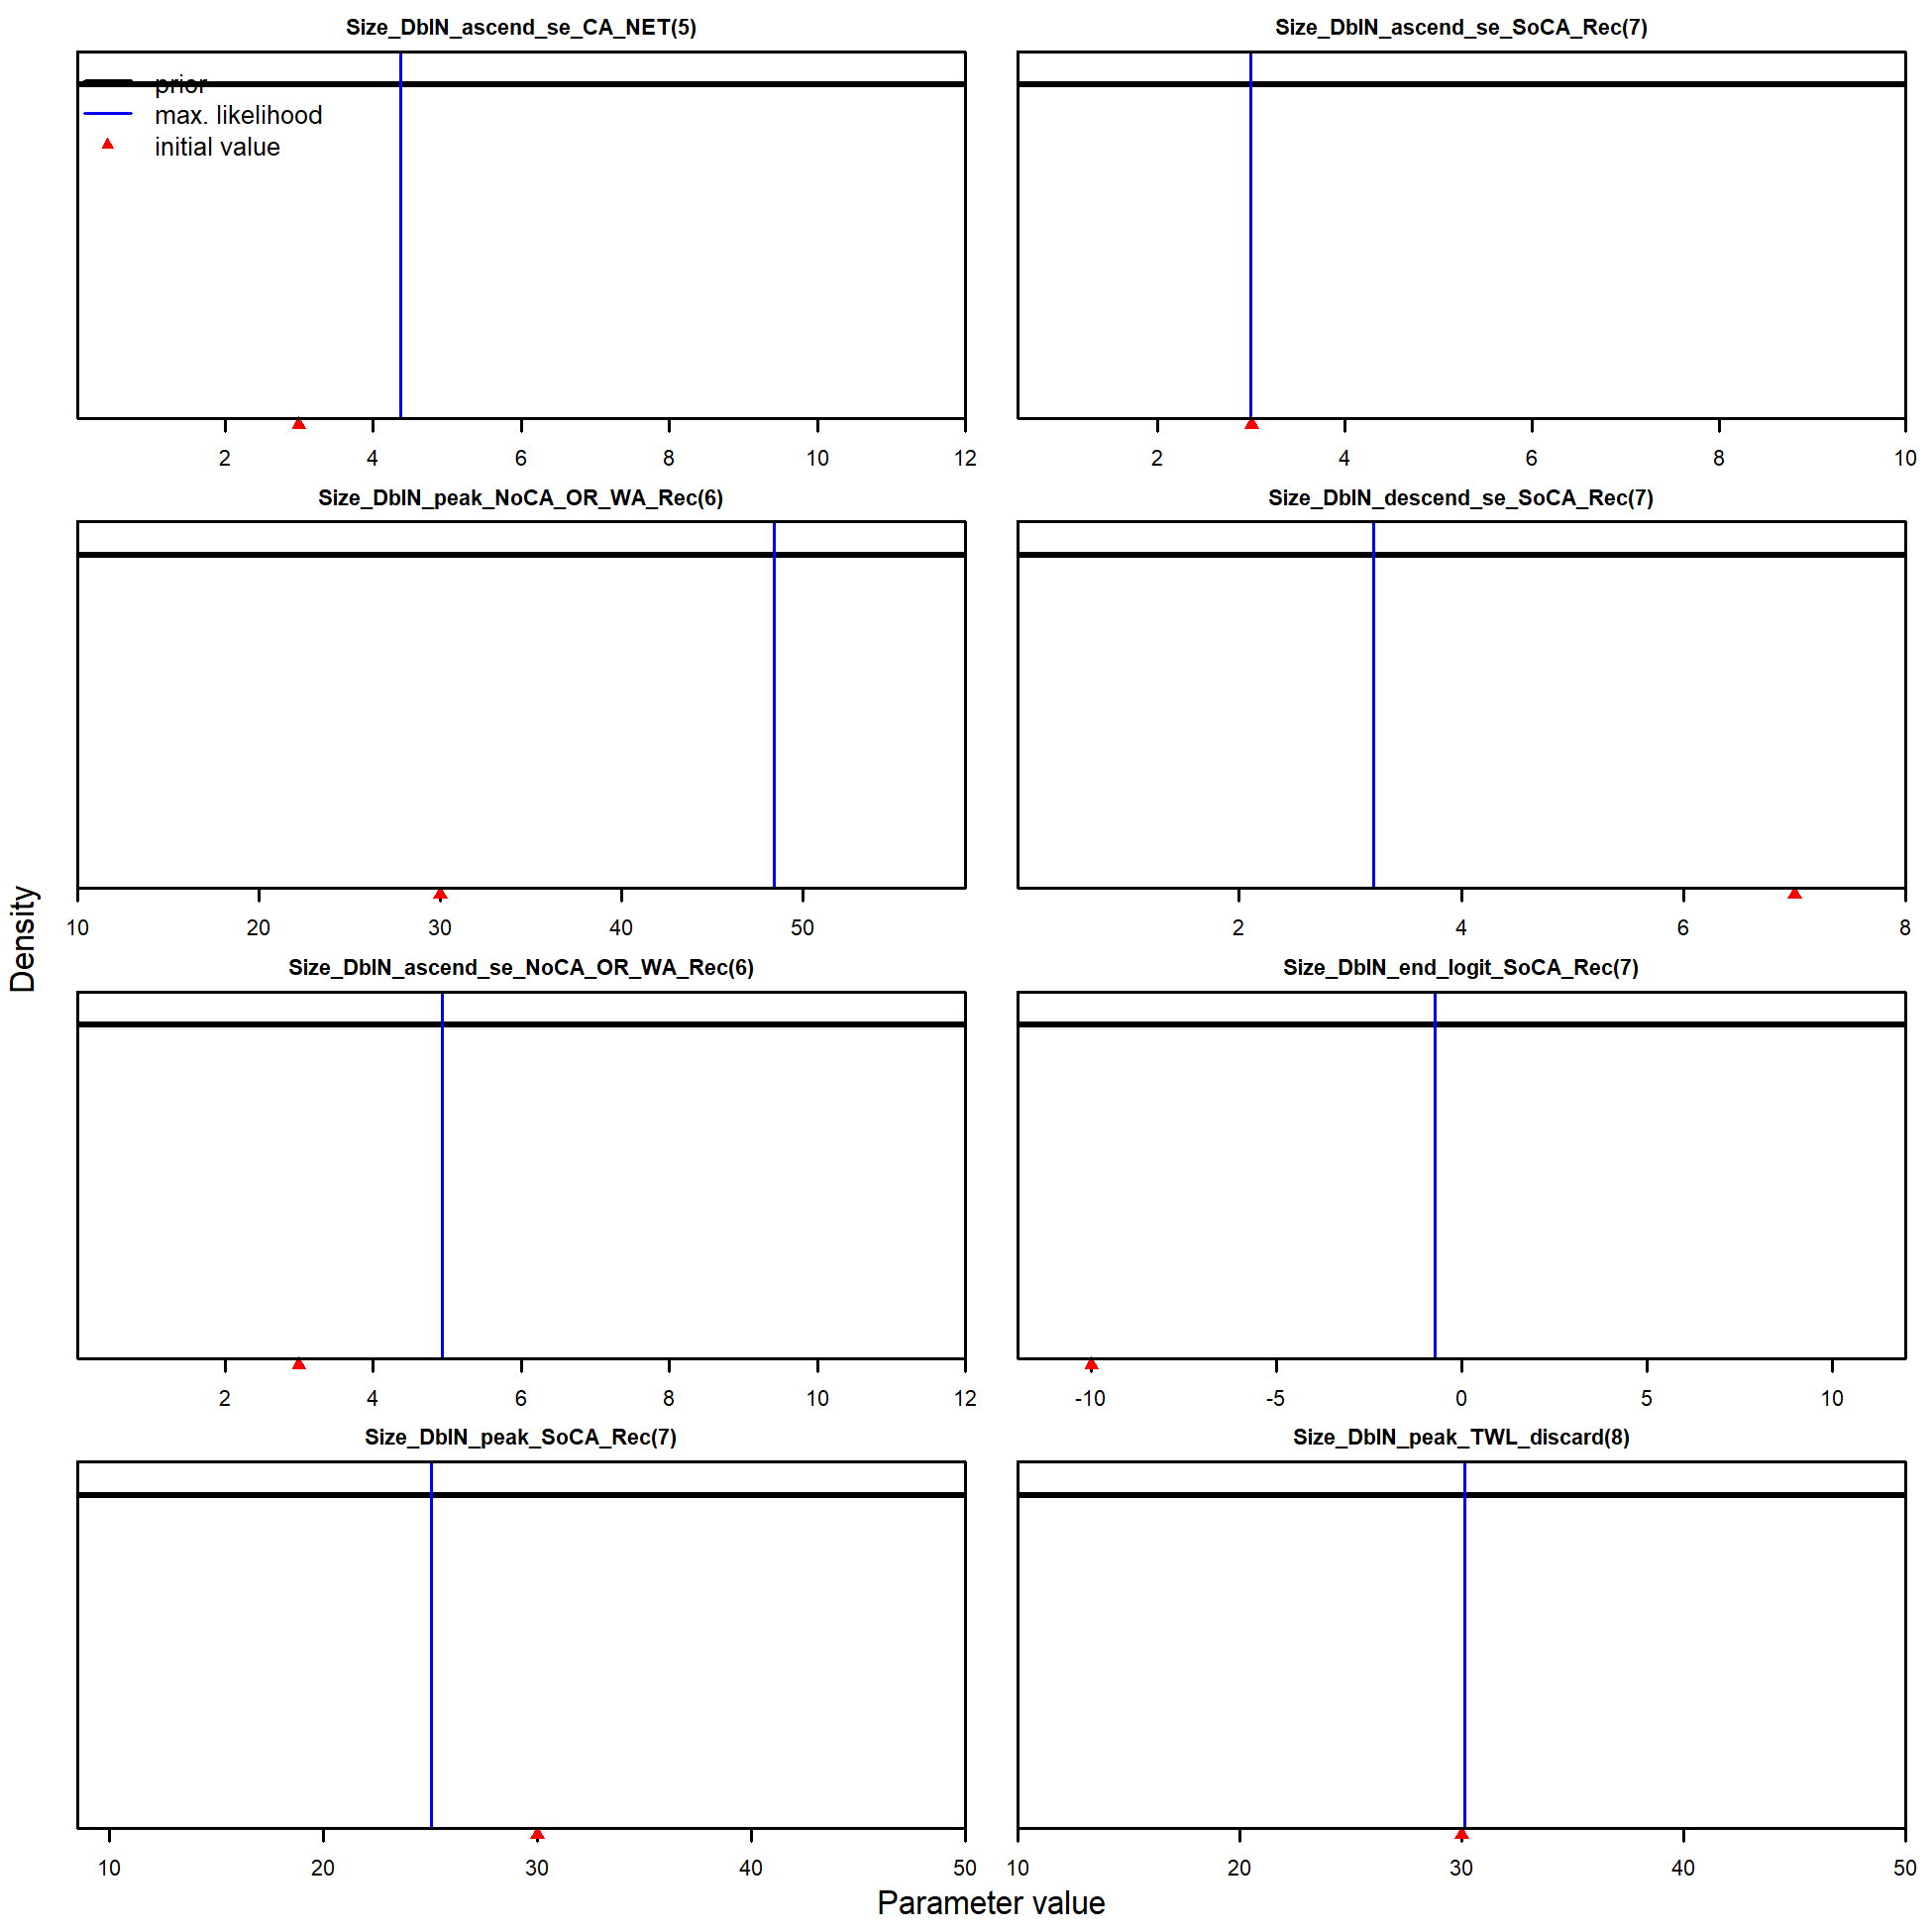 Size_DblN_ascend_se_CA_NET(5)
prior
max. likelihood
initial value
2 4 6 8 10 12
Size_DblN_ascend_se_SoCA_Rec(7)
2 4 6 8 10
Size_DblN_peak_NoCA_OR_WA_Rec(6)
10 20 30 40 50
Size_DblN_descend_se_SoCA_Rec(7)
2 4 6 8
Size_DblN_ascend_se_NoCA_OR_WA_Rec(6)
2 4 6 8 10 12
Size_DblN_end_logit_SoCA_Rec(7)
-10 -5 0 5 10
Size_DblN_peak_SoCA_Rec(7)
10 20 30 40 50
Size_DblN_peak_TWL_discard(8)
10 20 30 40 50
Density
Parameter value